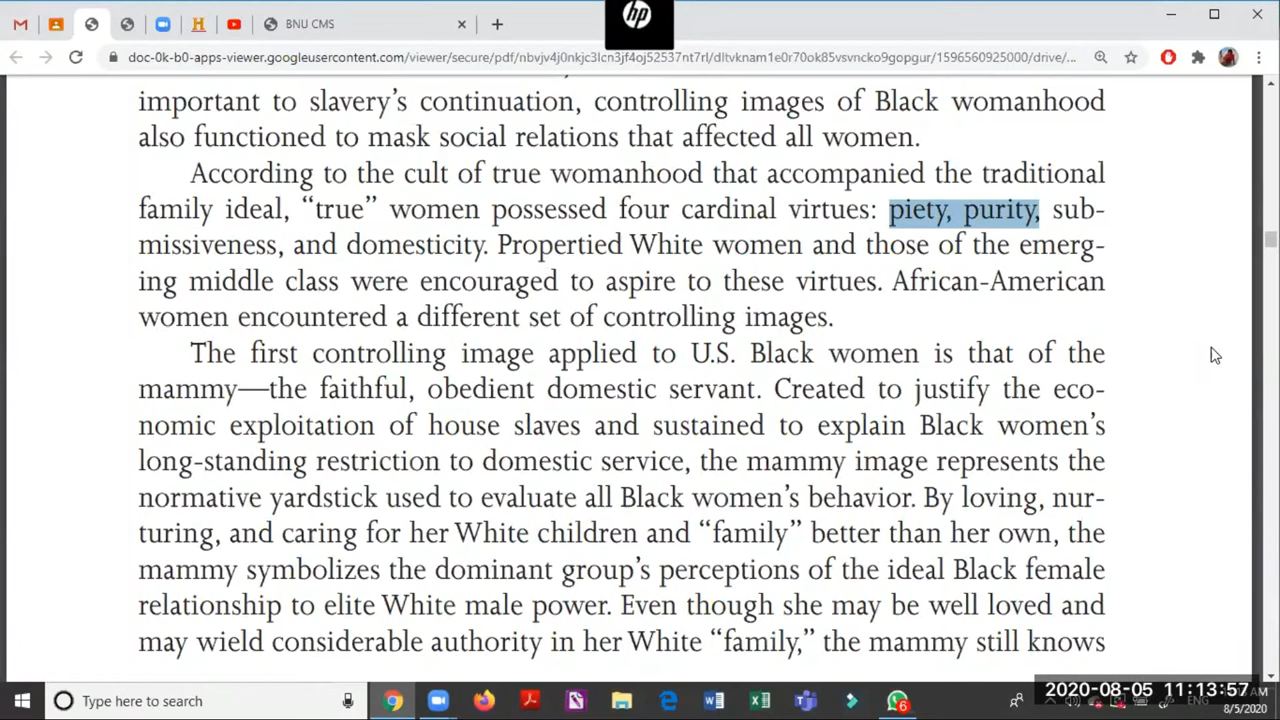 BNU CMS
hp
doc-0k-b0-apps-viewer.googleusercontent.com/viewer/secure/pdf/nbvjv4j0nkjc3lcn3jf4oj52537nt7rl/dltvknam1e0r70ok85vsvncko9gopgur/1596560925000/drive/...
important to slavery’s continuation, controlling images of Black womanhood
also functioned to mask social relations that affected all women.
According to the cult of true womanhood that accompanied the traditional
family ideal, “true” women possessed four cardinal virtues: piety, purity, sub-
missiveness, and domesticity. Propertied White women and those of the emerg-
ing middle class were encouraged to aspire to these virtues. African-American
women encountered a different set of controlling images.
The first controlling image applied to U.S. Black women is that of the
mammy—the faithful, obedient domestic servant. Created to justify the eco-
nomic exploitation of house slaves and sustained to explain Black women’s
long-standing restriction to domestic service, the mammy image represents the
normative yardstick used to evaluate all Black women’s behavior. By loving, nur-
turing, and caring for her White children and “family” better than her own, the
mammy symbolizes the dominant group’s perceptions of the ideal Black female
relationship to elite White male power. Even though she may be well loved and
may wield considerable authority in her White “family,” the mammy still knows
Type here to search
6
2020-08-05 11:13:57
ENG
8/5/2020